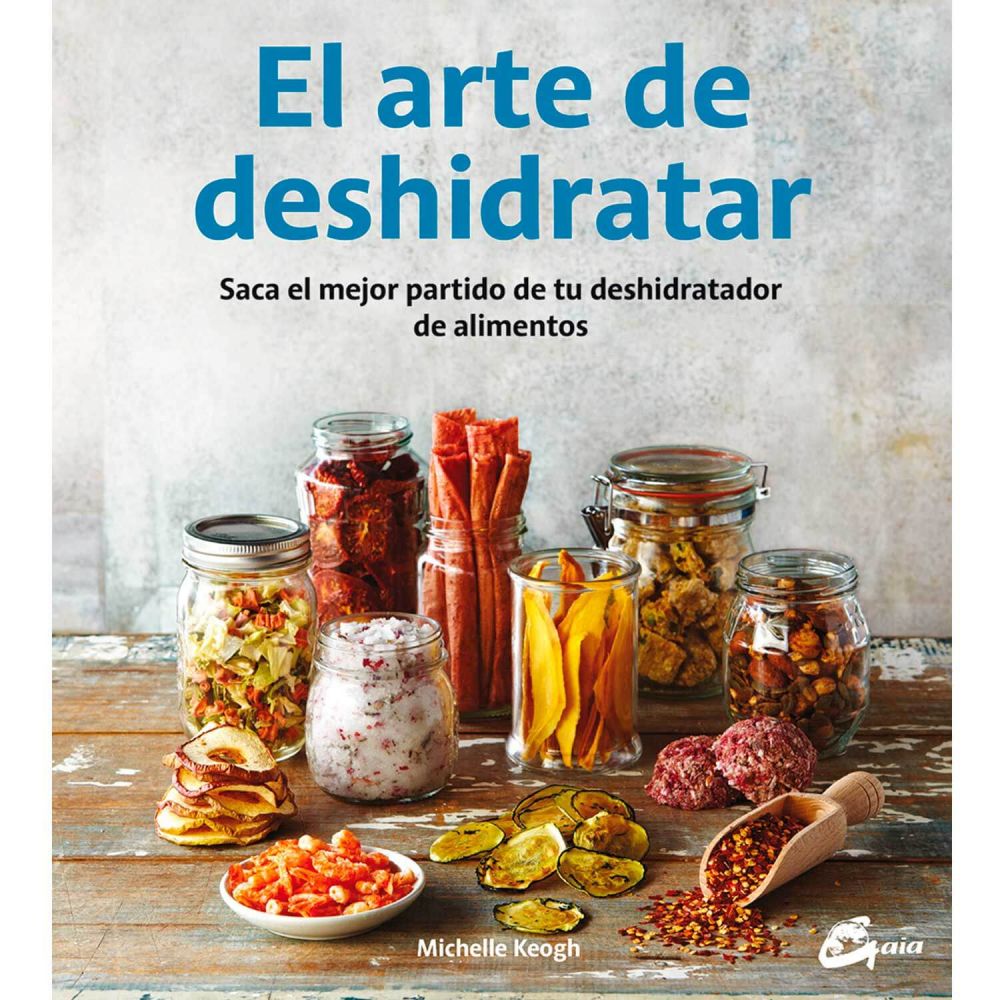 El arte de
deshidratar
Saca el mejor partido de tu deshidratador
de alimentos
Michelle Keogh
Gaia